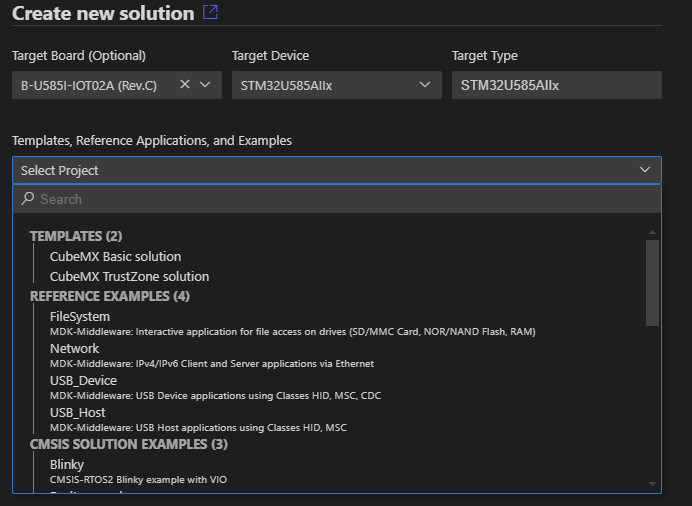 Create new solution
Target Board (Optional) Target Device Target Type
B-U585I-IOT02A (Rev.C) STM32U585AIIx STM32U585AIIx
Templates, Reference Applications, and Examples
Select Project
Search
TEMPLATES (2)
CubeMX Basic solution
CubeMX TrustZone solution
REFERENCE EXAMPLES (4)
FileSystem
MDK-Middleware: Interactive application for file access on drives (SD/MMC Card, NOR/NAND Flash, RAM)
Network
MDK-Middleware: IPv4/IPv6 Client and Server applications via Ethernet
USB_Device
MDK-Middleware: USB Device applications using Classes HID, MSC, CDC
USB_Host
MDK-Middleware: USB Host applications using Classes HID, MSC
CMSIS SOLUTION EXAMPLES (3)
Blinky
CMSIS-RTOS2 Blinky example with VIO